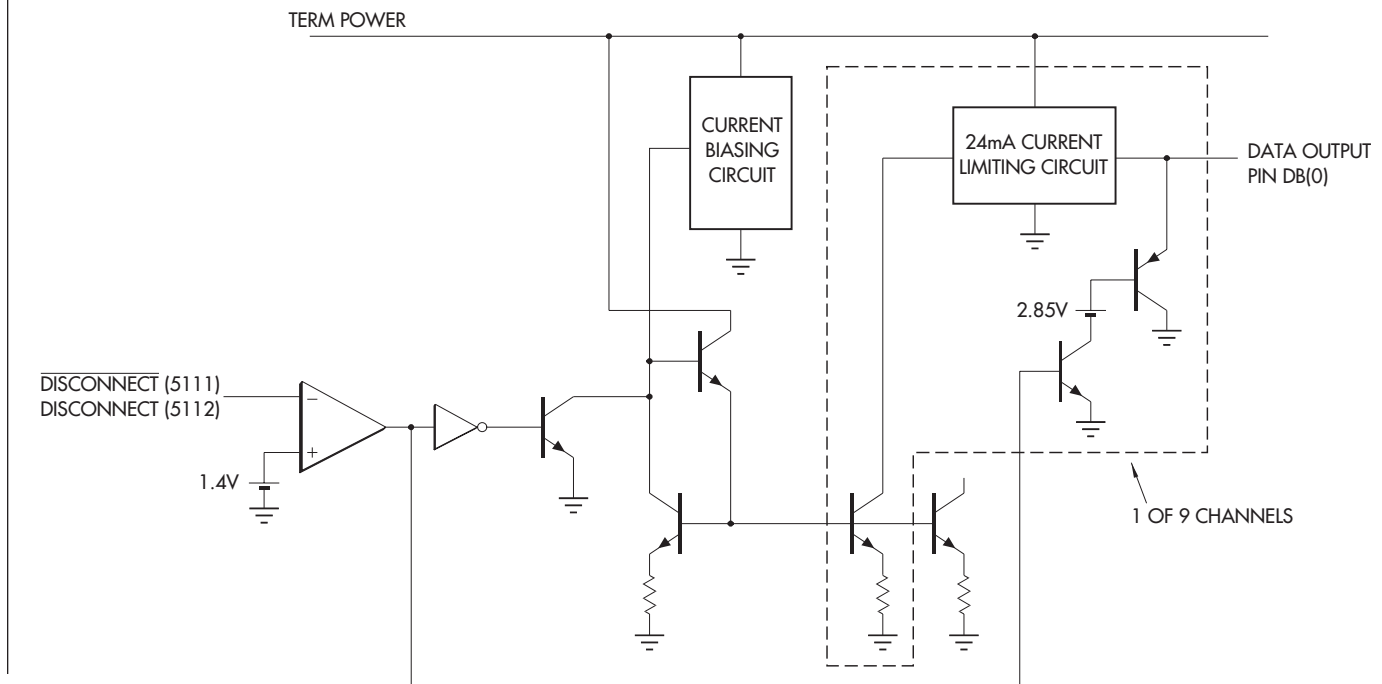 TERM POWER
CURRENT
BIASING
CIRCUIT
24mA CURRENT
LIMITING CIRCUIT
DATA OUTPUT
PIN DB(0)
2.85V
DISCONNECT (5111)
DISCONNECT (5112)
1.4V
1 OF 9 CHANNELS